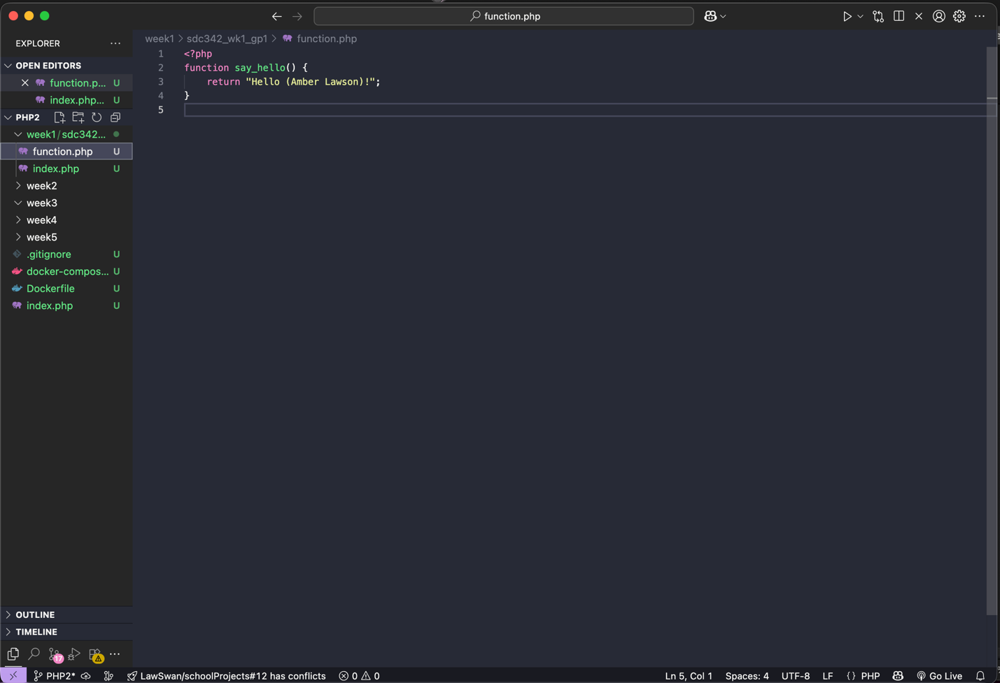 function.php
EXPLORER
OPEN EDITORS
function.p... U
index.php... U
PHP2
week1/sdc342...
function.php U
index.php U
week2
week3
week4
week5
.gitignore U
docker-compos... U
Dockerfile U
index.php U
OUTLINE
TIMELINE
17
week1 > sdc342_wk1_gp1 > function.php
1 <?php
2 function say_hello() {
3 return "Hello (Amber Lawson)!";
4 }
5
PHP2* LawSwan/schoolProjects#12 has conflicts 0 0 Ln 5, Col 1 Spaces: 4 UTF-8 LF {} PHP Go Live